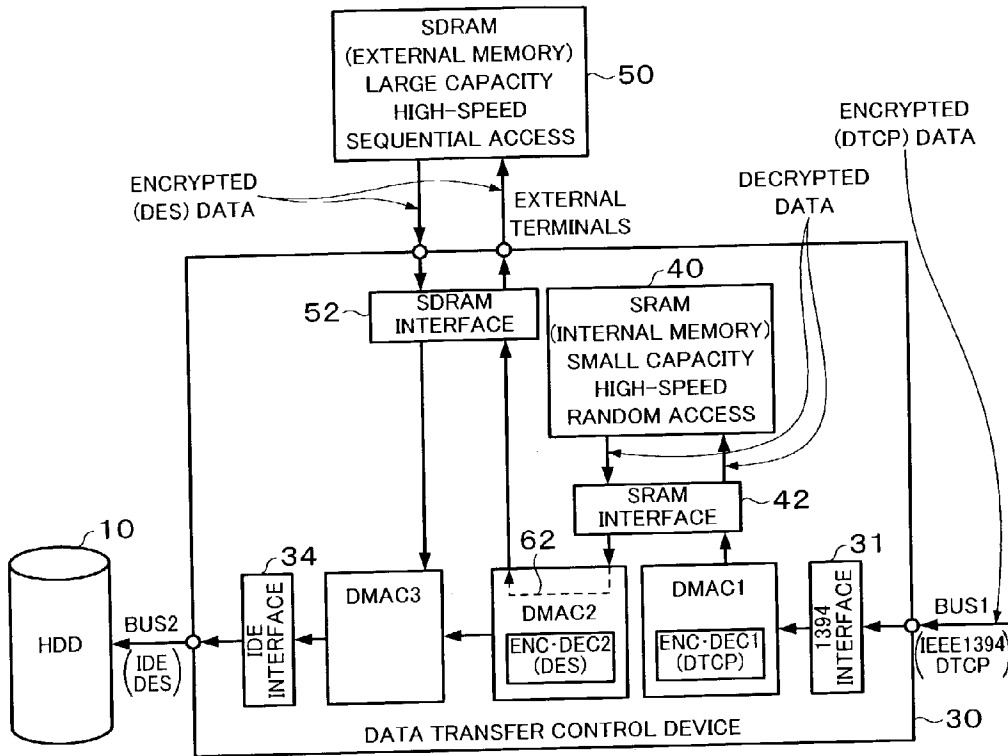 SDRAM
(EXTERNAL MEMORY)
LARGE CAPACITY
HIGH-SPEED
SEQUENTIAL ACCESS
50
ENCRYPTED
(DTCP) DATA
ENCRYPTED
(DES) DATA
EXTERNAL
TERMINALS
DECRYPTED
DATA
52
SDRAM
INTERFACE
40
SRAM
(INTERNAL MEMORY)
SMALL CAPACITY
HIGH-SPEED
RANDOM ACCESS
SRAM
INTERFACE
42
10
HDD
BUS2
(IDE
DES)
34
IDE INTERFACE
DMAC3
62
DMAC2
ENC·DEC2
(DES)
DMAC1
ENC·DEC1
(DTCP)
31
1394
INTERFACE
BUS1
(IEEE1394
DTCP)
DATA TRANSFER CONTROL DEVICE
30